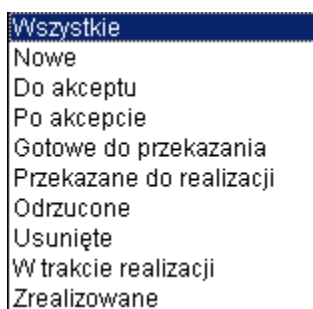 Wszystkie
Nowe
Do akceptu
Po akcepcie
Gotowe do przekazania
Przekazane do realizacji
Odrzucone
Usunięte
W trakcie realizacji
Zrealizowane